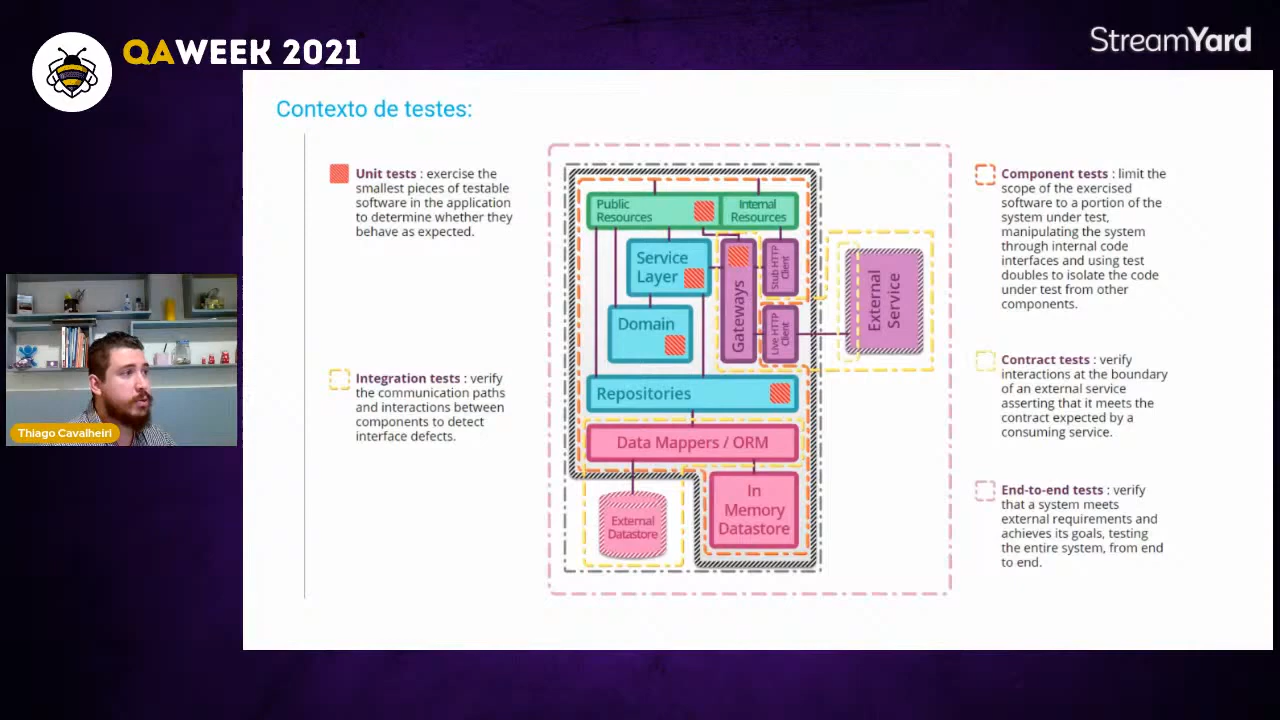 QAWEEK 2021
StreamYard
Contexto de testes:
Unit tests : exercise the
smallest pieces of testable
software in the application
to determine whether they
behave as expected.
Integration tests : verify
the communication paths
and interactions between
components to detect
interface defects.
Public
Resources
Internal
Resources
Service
Layer
Domain
Gateways
Stub HTTP
Client
Live HTTP
Client
External
Service
Repositories
Data Mappers / ORM
External
Datastore
In
Memory
Datastore
Component tests : limit the
scope of the exercised
software to a portion of the
system under test,
manipulating the system
through internal code
interfaces and using test
doubles to isolate the code
under test from other
components.
Contract tests : verify
interactions at the boundary
of an external service
asserting that it meets the
contract expected by a
consuming service.
End-to-end tests : verify
that a system meets
external requirements and
achieves its goals, testing
the entire system, from end
to end.
Thiago Cavalheiri